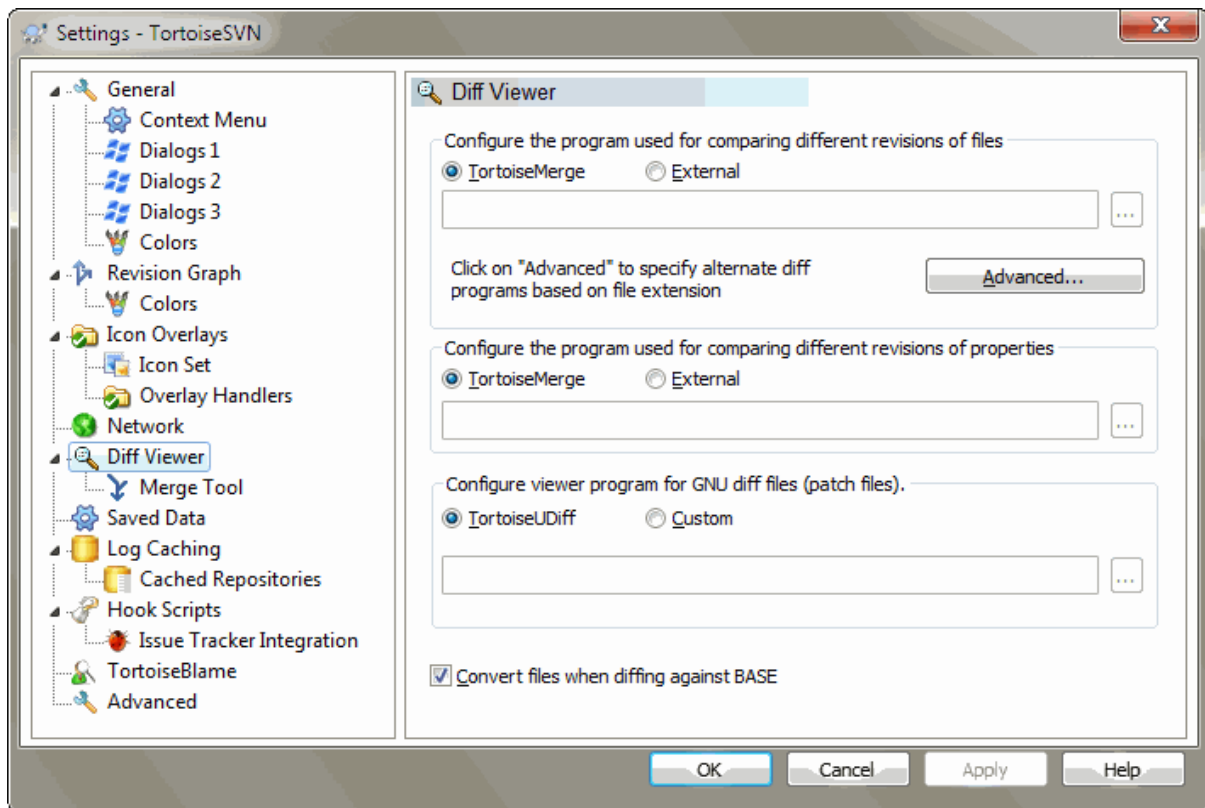 Settings - TortoiseSVN
General
Context Menu
Dialogs 1
Dialogs 2
Dialogs 3
Colors
Revision Graph
Colors
Icon Overlays
Icon Set
Overlay Handlers
Network
Diff Viewer
Merge Tool
Saved Data
Log Caching
Cached Repositories
Hook Scripts
Issue Tracker Integration
TortoiseBlame
Advanced
Diff Viewer
Configure the program used for comparing different revisions of files
TortoiseMerge External
...
Click on "Advanced" to specify alternate diff
programs based on file extension
Advanced...
Configure the program used for comparing different revisions of properties
TortoiseMerge External
...
Configure viewer program for GNU diff files (patch files).
TortoiseUDiff Custom
...
Convert files when diffing against BASE
OK Cancel Apply Help